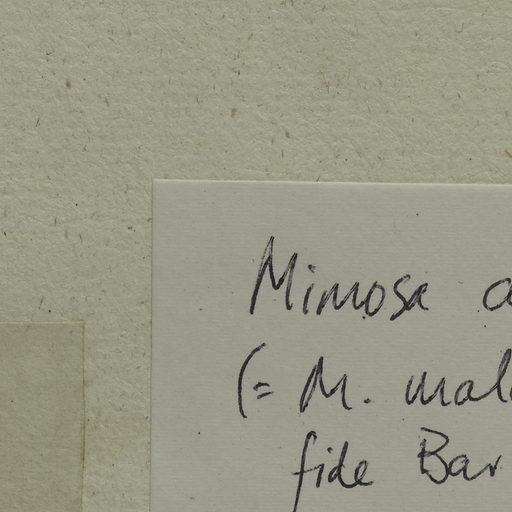 Mimosa
(= M. mal
fide Bar